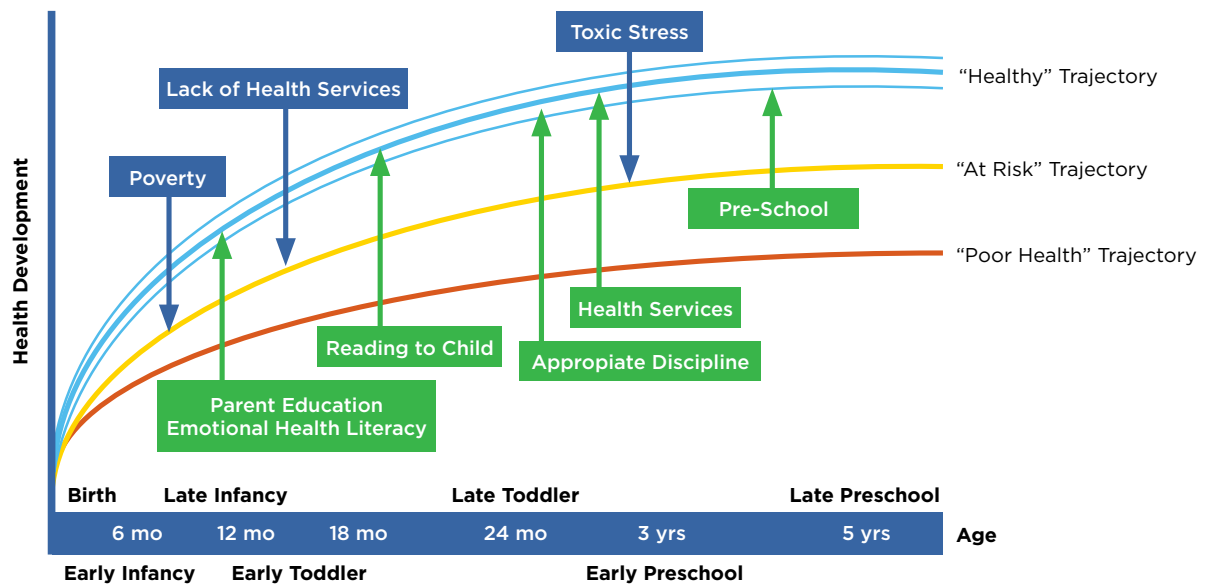 Toxic Stress
"Healthy" Trajectory
Lack of Health Services
Poverty
"At Risk" Trajectory
Pre-School
"Poor Health" Trajectory
Health Development
Health Services
Reading to Child
Appropiate Discipline
Parent Education
Emotional Health Literacy
Birth
Late Infancy
Late Toddler
Late Preschool
6 mo
12 mo
18 mo
24 mo
3 yrs
5 yrs
Age
Early Infancy
Early Toddler
Early Preschool